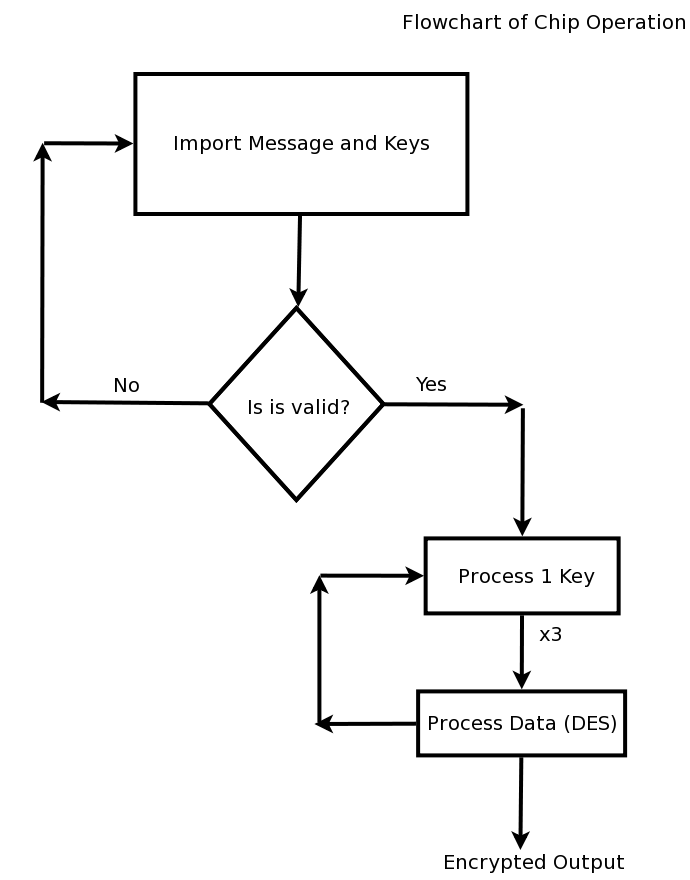 Flowchart of Chip Operation
Import Message and Keys
No
Is is valid?
Yes
Process 1 Key
x3
Process Data (DES)
Encrypted Output